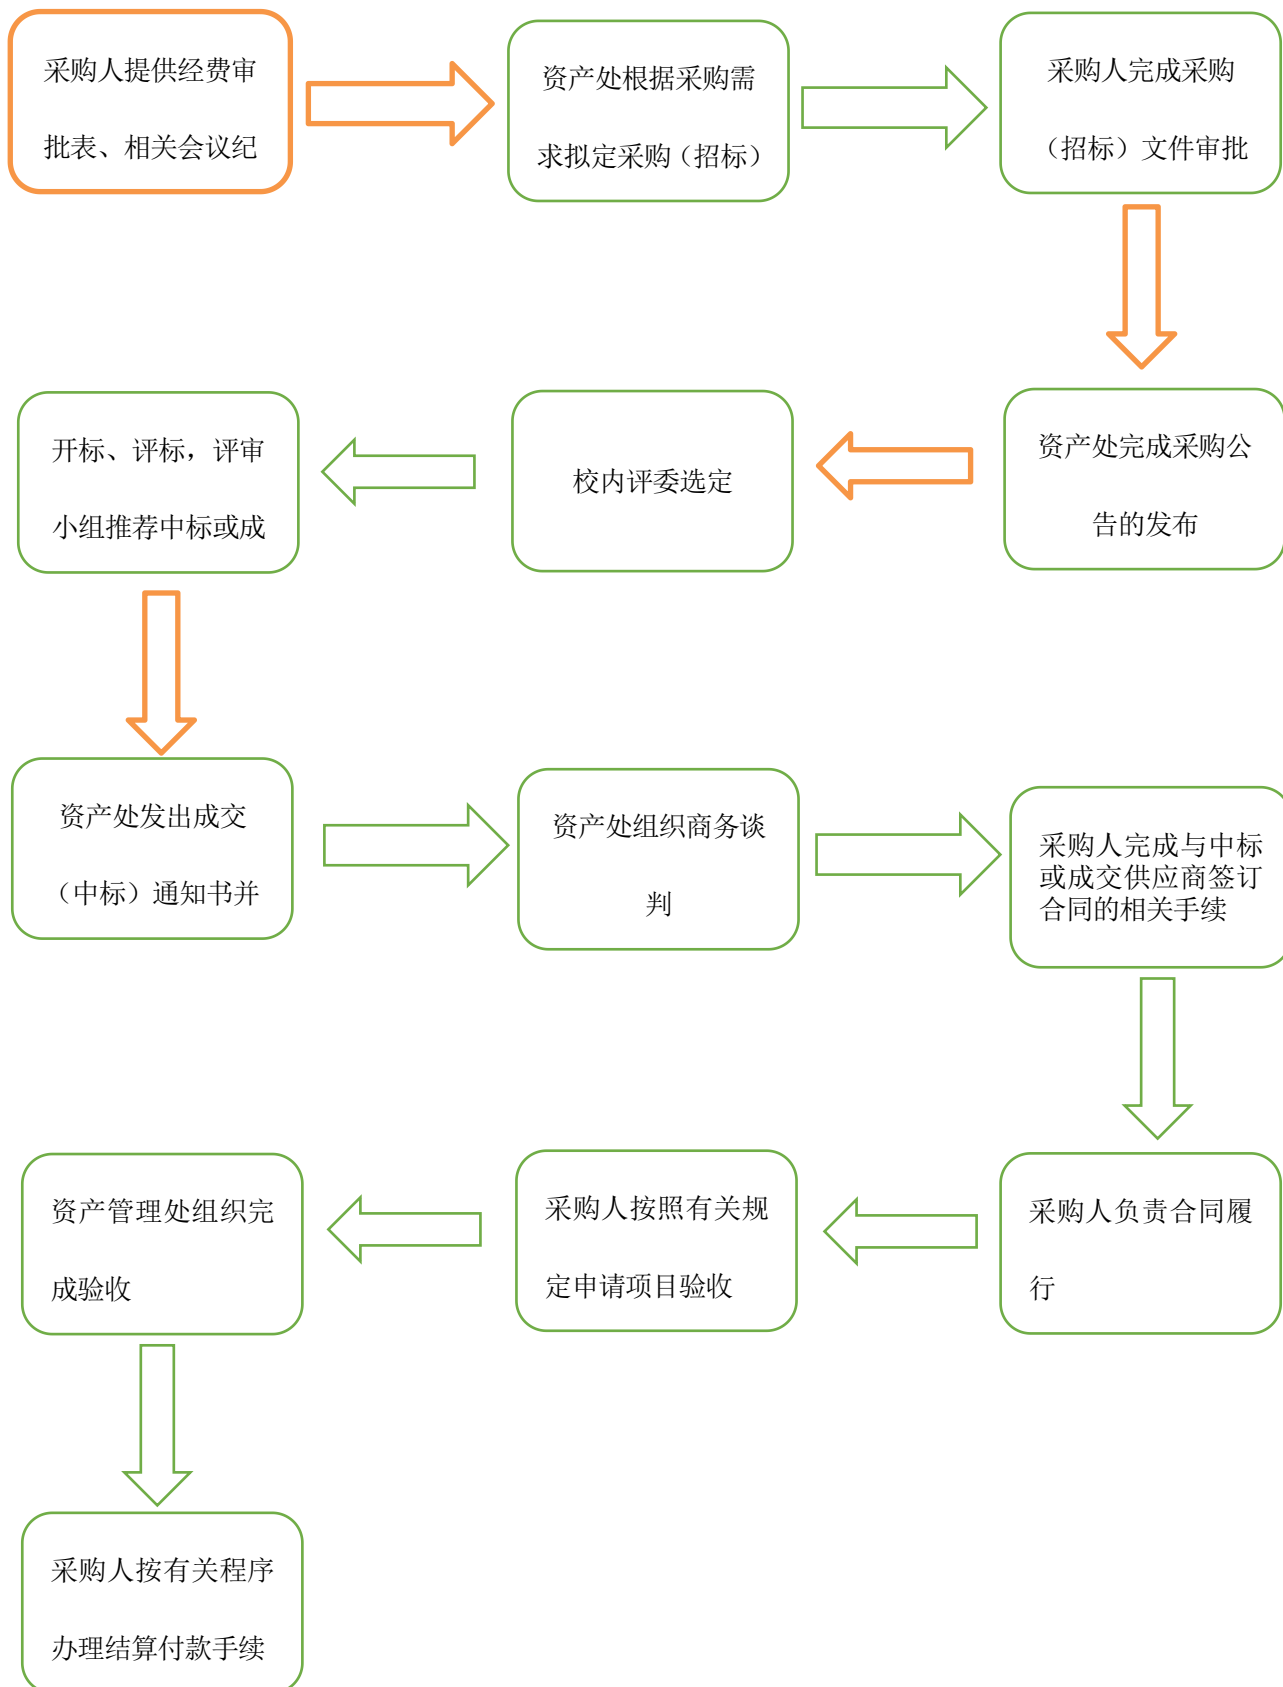 采购人提供经费审
批表、相关会议纪
资产处根据采购需
求拟定采购（招标）
采购人完成采购
（招标）文件审批
资产处完成采购公
告的发布
校内评委选定
开标、评标，评审
小组推荐中标或成
资产处发出成交
（中标）通知书并
资产处组织商务谈
判
采购人完成与中标
或成交供应商签订
合同的相关手续
采购人负责合同履
行
采购人按照有关规
定申请项目验收
资产管理处组织完
成验收
采购人按有关程序
办理结算付款手续